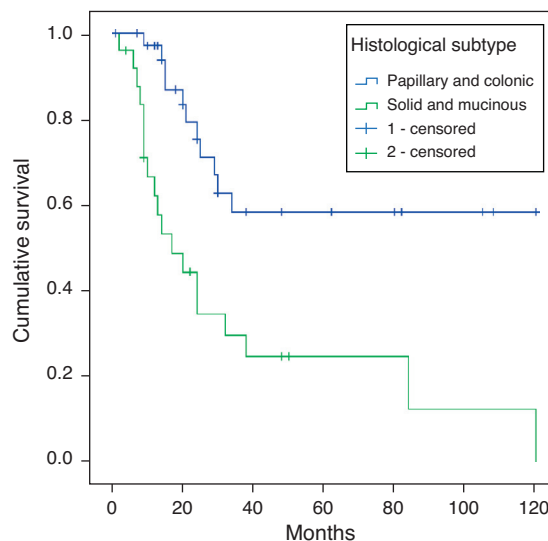 Cumulative survival
1.0
0.8
0.6
0.4
0.2
0.0
Histological subtype
Papillary and colonic
Solid and mucinous
1 - censored
2 - censored
0 20 40 60 80 100 120
Months